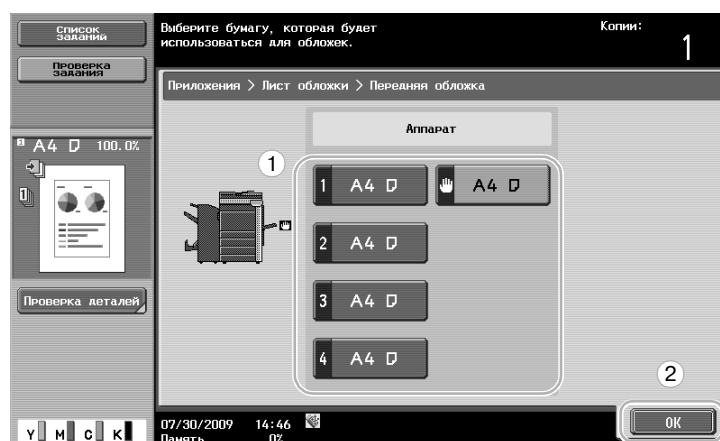 Список
заданий
Проверка
задания
Выберите бумагу, которая будет
использоваться для обложек.
Копии:
1
Приложения > Лист обложки > Передняя обложка
A4 100.0%
1
Проверка деталей
Аппарат
1
1 A4
A4
2 A4
3 A4
4 A4
2
OK
Y M C K
07/30/2009 14:46
Память 0%